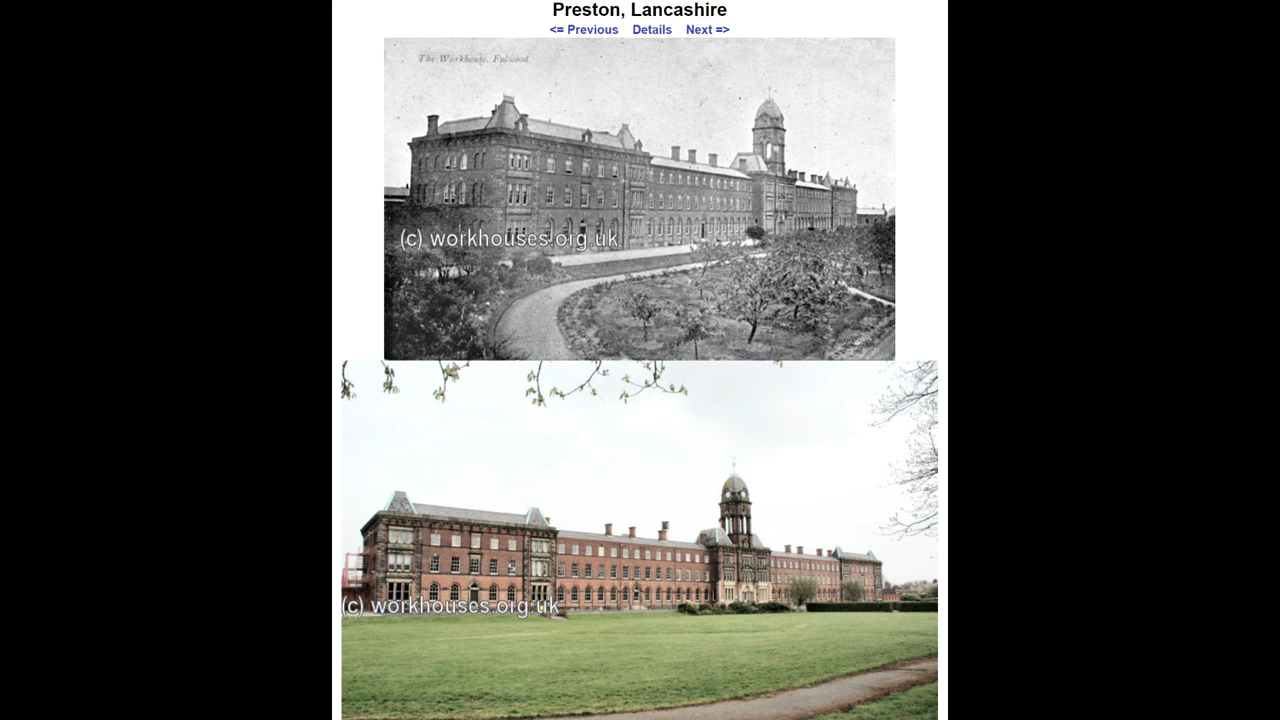 Preston, Lancashire
<= Previous Details Next =>
The Workhouse, Fulwood
(c) workhouses.org.uk
(c) workhouses.org.uk